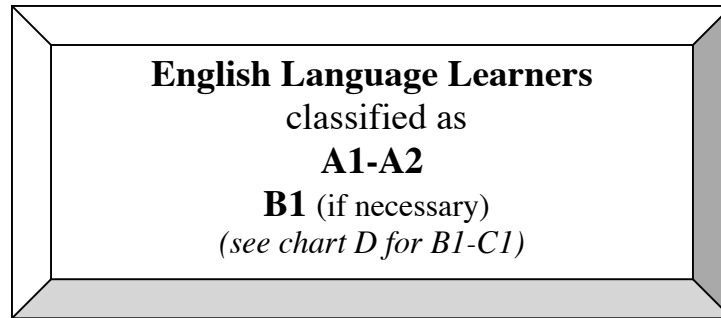 English Language Learners
classified as
A1-A2
B1 (if necessary)
(see chart D for B1-C1)